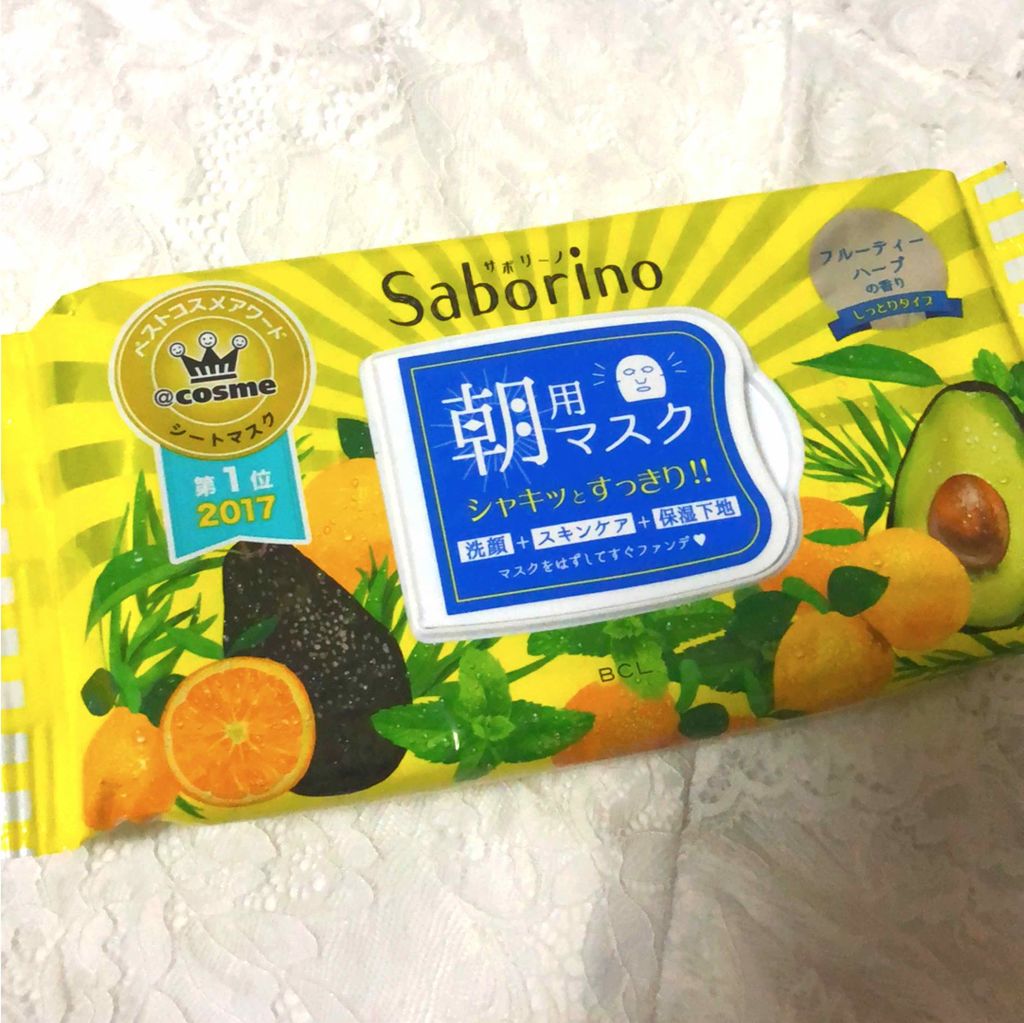 サボリーノ
Saborino
ベストコスメアワード
@cosme
シートマスク
第1位
2017
フルーティー
ハーブ
の香り
しっとりタイプ
朝用
マスク
シャキッとすっきり!!
洗顔+スキンケア+保湿下地
マスクをはずしてすぐファンデ♥
BCL